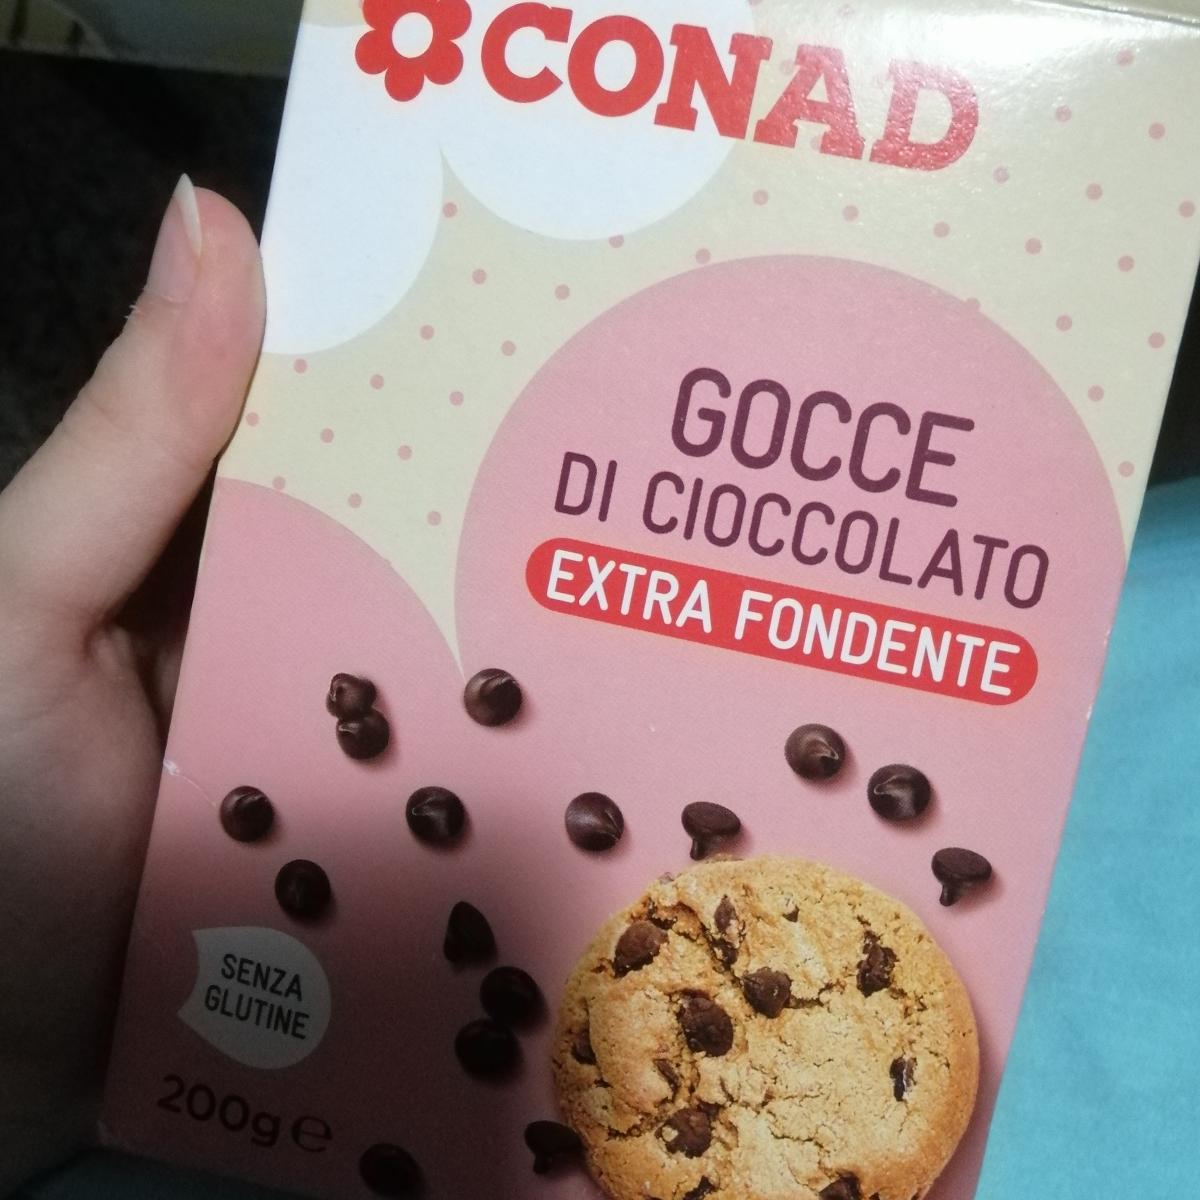 CONAD
GOCCE
DI CIOCCOLATO
EXTRA FONDENTE
SENZA
GLUTINE
200g ℮